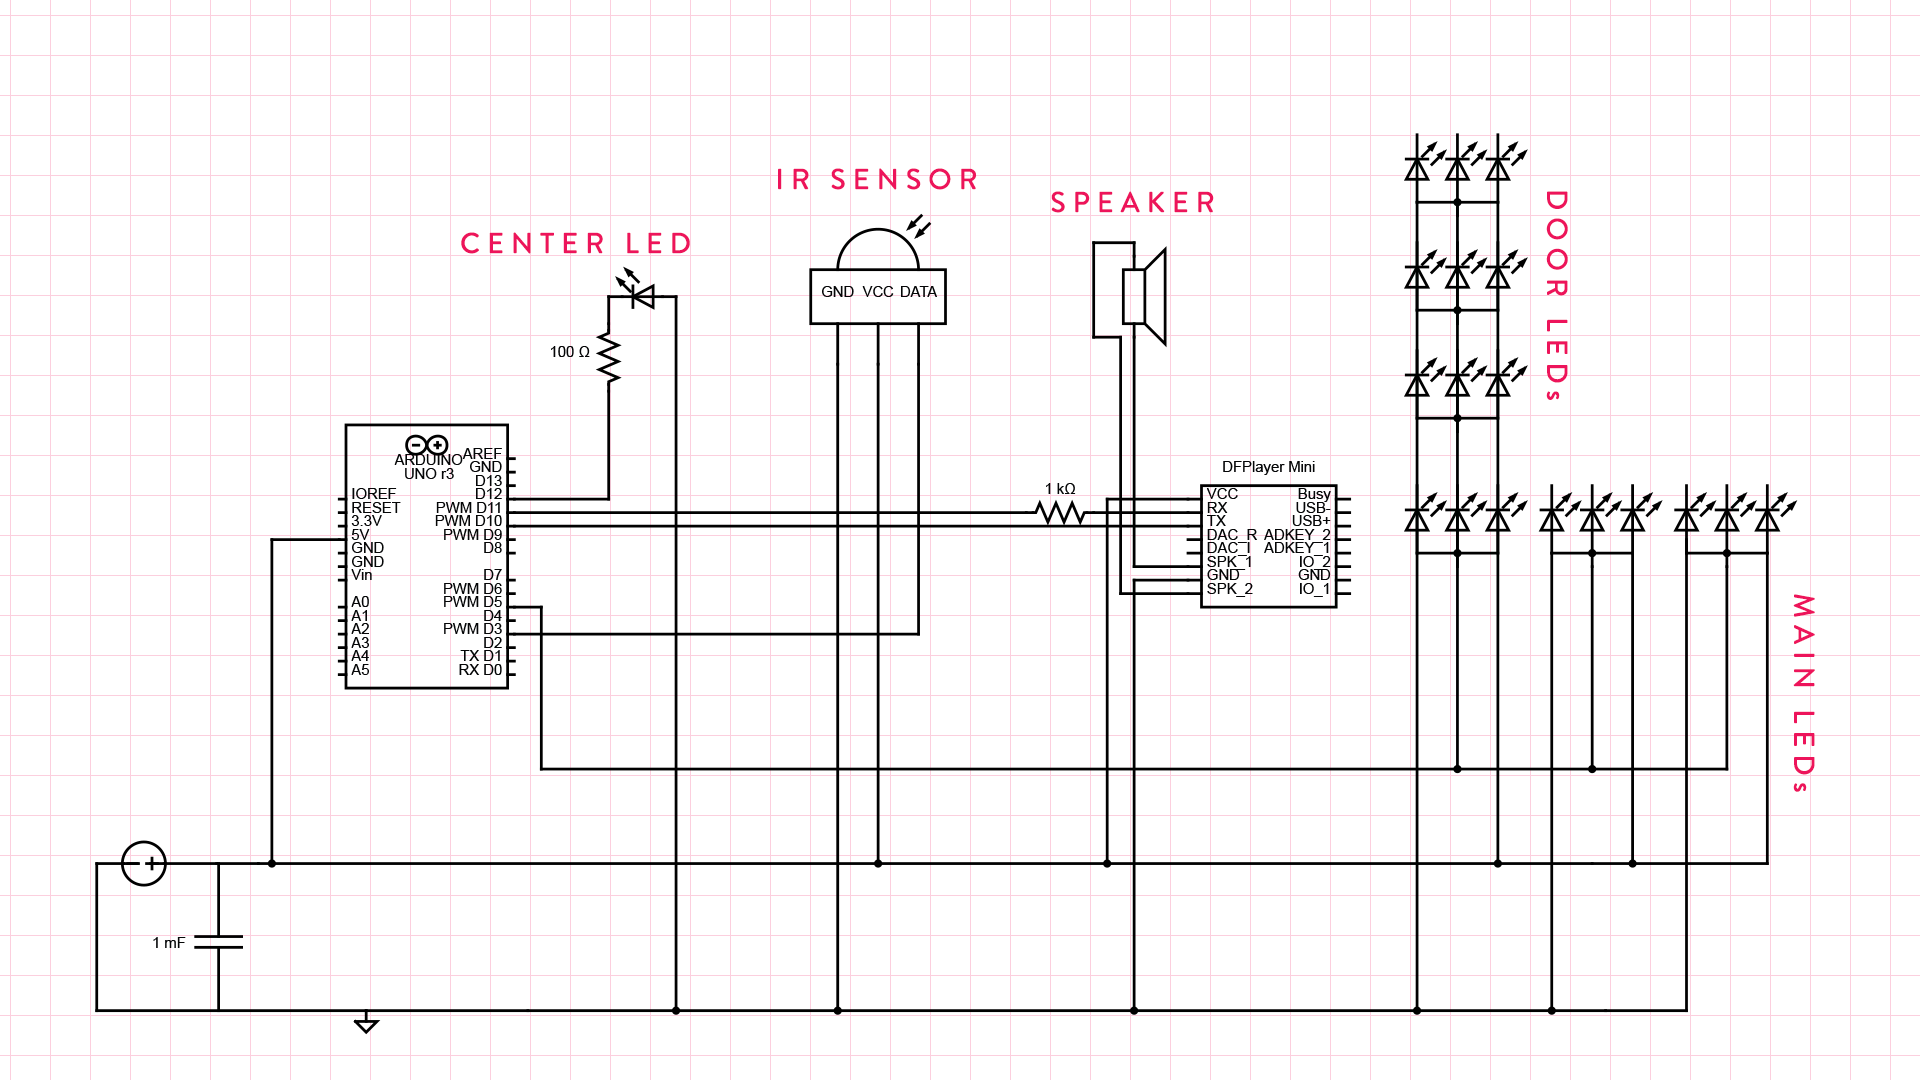 CENTER LED
IR SENSOR
SPEAKER
DOOR LEDs
MAIN LEDs
GND VCC DATA
100 Ω
1 kΩ
1 mF
ARDUINO
UNO r3
IOREF
RESET
3.3V
5V
GND
GND
Vin
A0
A1
A2
A3
A4
A5
AREF
GND
D13
D12
PWM D11
PWM D10
PWM D9
D8
D7
PWM D6
PWM D5
D4
PWM D3
D2
TX D1
RX D0
DFPlayer Mini
VCC
RX
TX
DAC_R
DAC_I
SPK_1
GND
SPK_2
Busy
USB-
USB+
ADKEY_2
ADKEY_1
IO_2
GND
IO_1